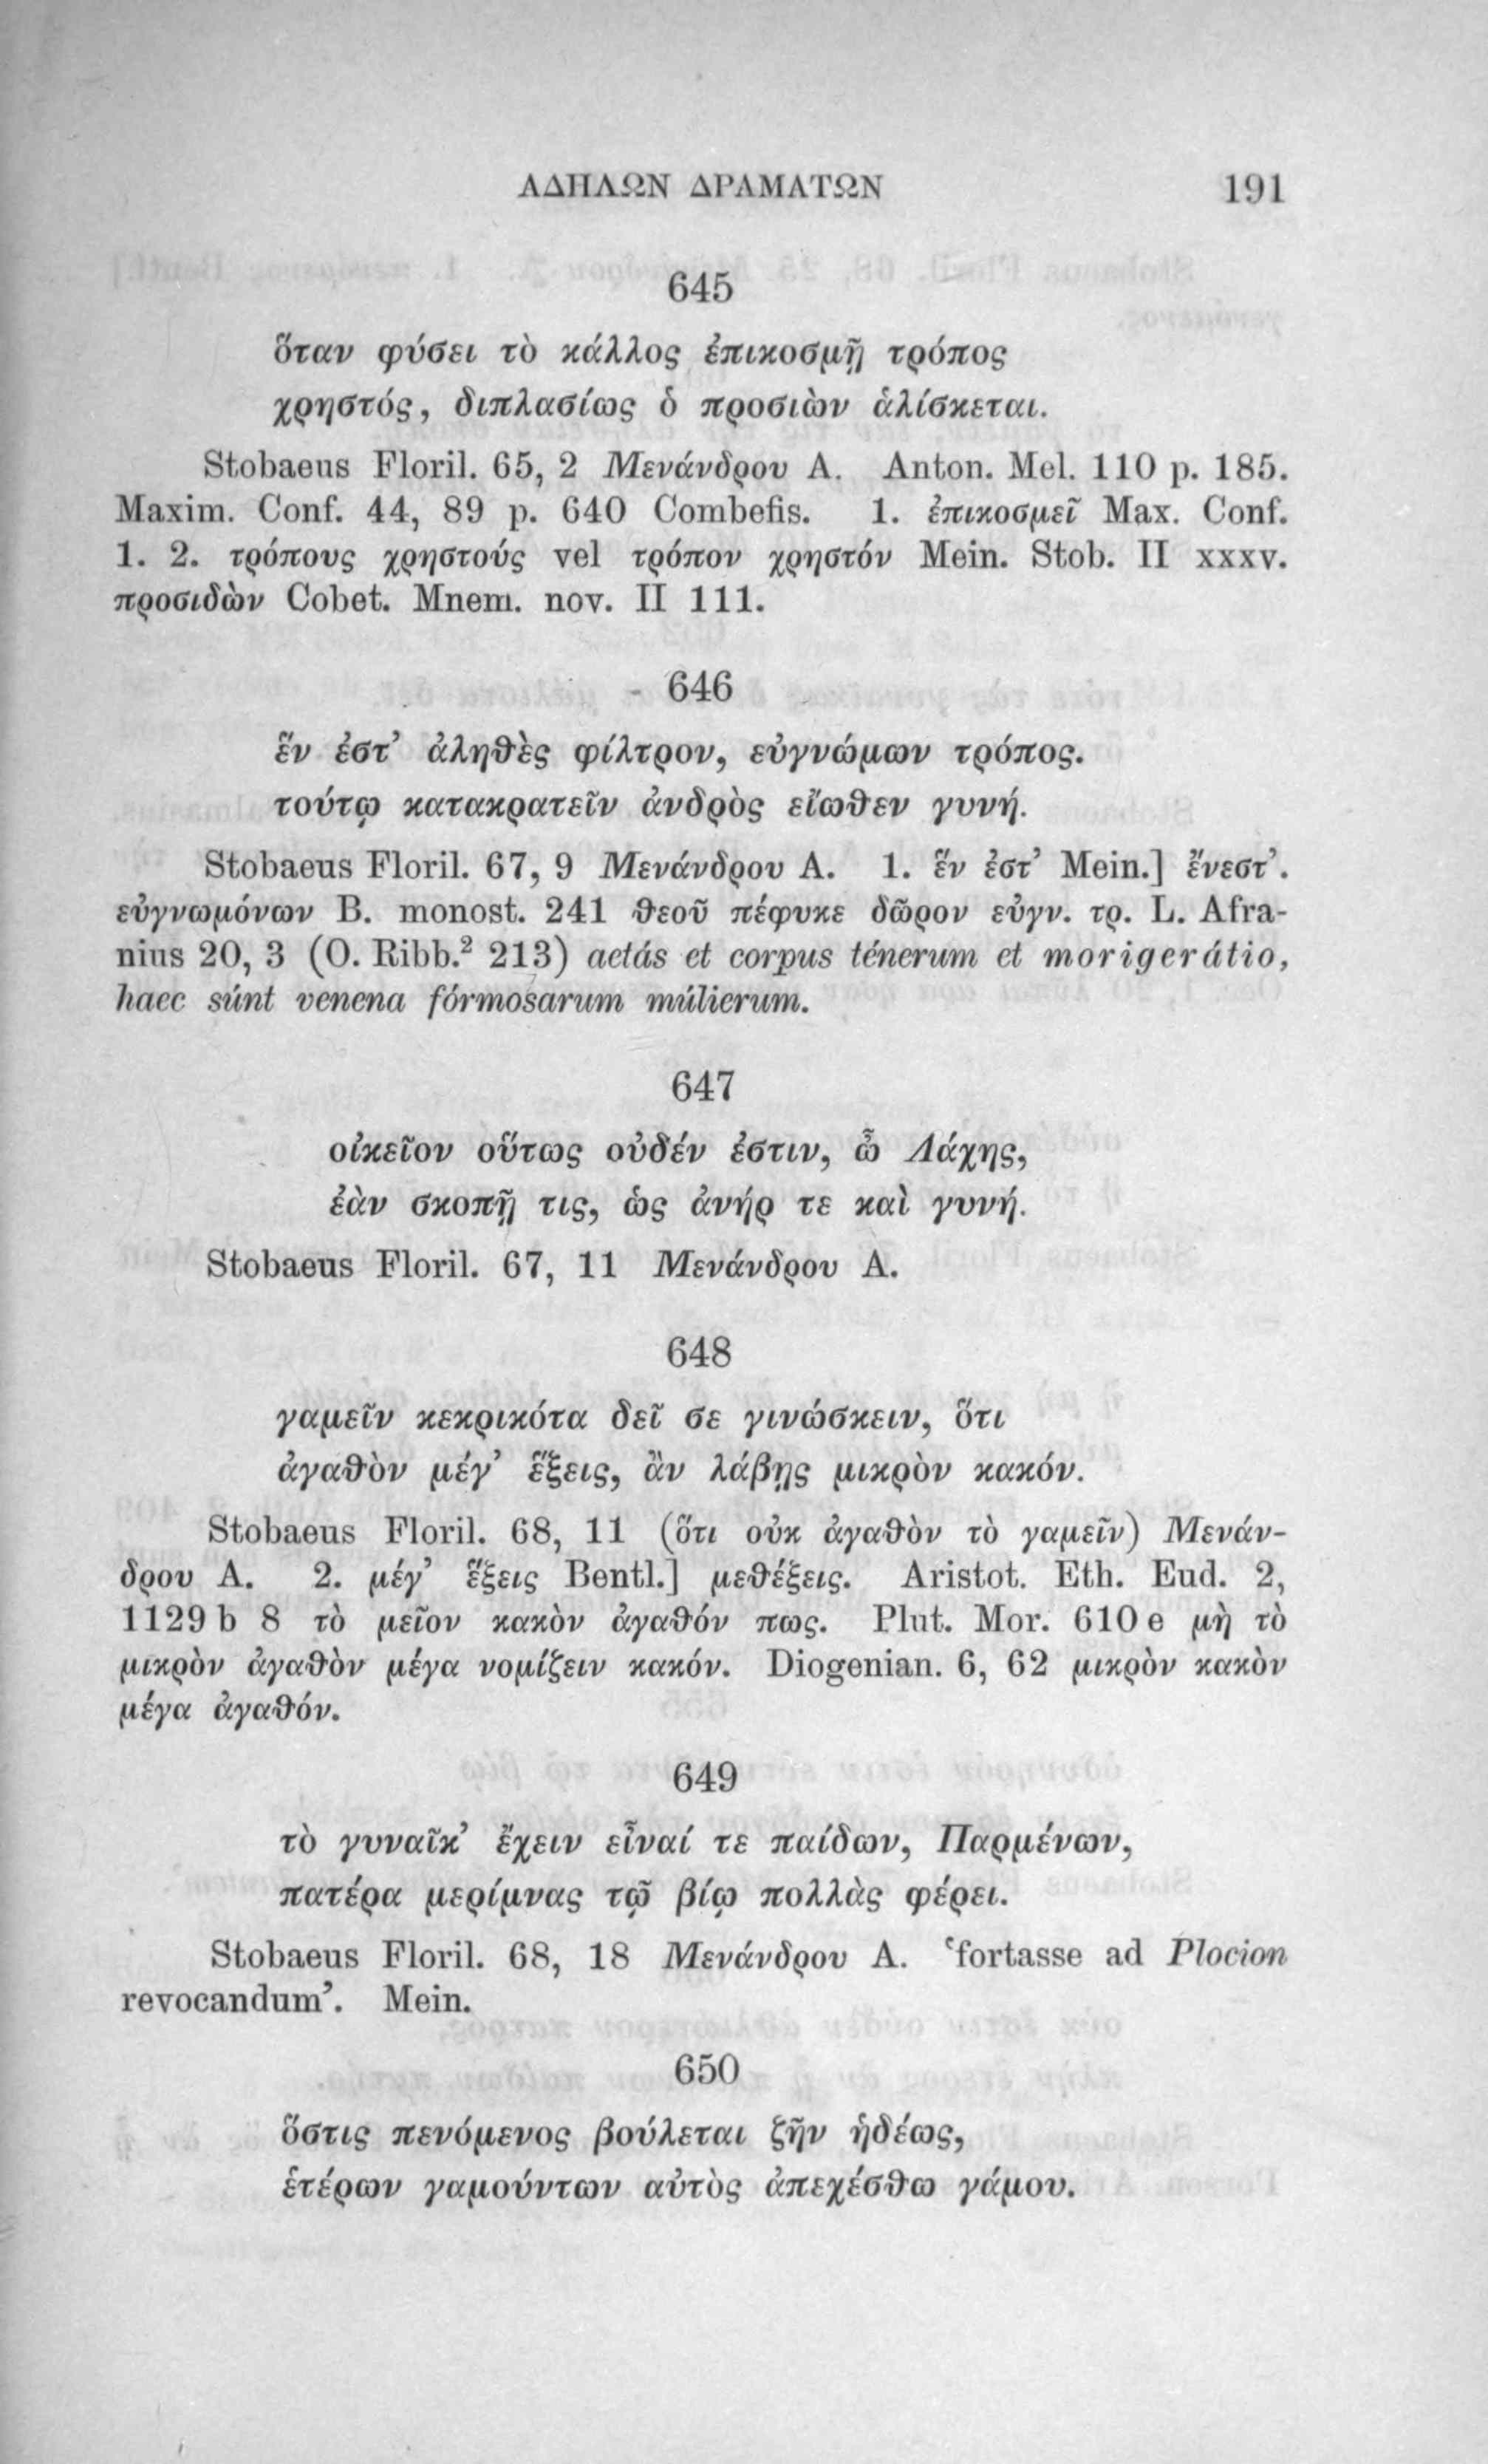 ΑΔΗΛΩΝ ΔΡΑΜΑΤΩΝ 191
645
ὅταν φύσει τὸ κάλλος ἐπικοσμῇ τρόπος
χρηστός, διπλασίως ὁ προσιὼν ἁλίσκεται.
Stobaeus Floril. 65, 2 Μενάνδρου A. Anton. Mel. 110 p. 185.
Maxim. Conf. 44, 89 p. 640 Combefis. 1. ἐπικοσμεῖ Max. Conf.
1. 2. τρόπους χρηστούς vel τρόπον χρηστόν Mein. Stob. II xxxv.
προσιδὼν Cobet. Mnem. nov. II 111.
646
ἕν ἐστ’ ἀληθὲς φίλτρον, εὐγνώμων τρόπος.
τούτῳ κατακρατεῖν ἀνδρὸς εἴωθεν γυνή.
Stobaeus Floril. 67, 9 Μενάνδρου A. 1. ἕν ἐστ’ Mein.] ἔνεστ’.
εὐγνωμόνων B. monost. 241 θεοῦ πέφυκε δῶρον εὐγν. τρ. L. Afra-
nius 20, 3 (O. Ribb.² 213) aetás et corpus ténerum et morigerátio,
haec súnt venena fórmosarum múlierum.
647
οἰκεῖον οὕτως οὐδέν ἐστιν, ὦ Λάχης,
ἐὰν σκοπῇ τις, ὡς ἀνήρ τε καὶ γυνή.
Stobaeus Floril. 67, 11 Μενάνδρου A.
648
γαμεῖν κεκρικότα δεῖ σε γινώσκειν, ὅτι
ἀγαθὸν μέγ’ ἕξεις, ἂν λάβῃς μικρὸν κακόν.
Stobaeus Floril. 68, 11 (ὅτι οὐκ ἀγαθὸν τὸ γαμεῖν) Μενάν-
δρου A. 2. μέγ’ ἕξεις Bentl.] μεθέξεις. Aristot. Eth. Eud. 2,
1129 b 8 τὸ μεῖον κακὸν ἀγαθόν πως. Plut. Mor. 610 e μὴ τὸ
μικρὸν ἀγαθὸν μέγα νομίζειν κακόν. Diogenian. 6, 62 μικρὸν κακὸν
μέγα ἀγαθόν.
649
τὸ γυναῖκ’ ἔχειν εἶναί τε παίδων, Παρμένων,
πατέρα μερίμνας τῷ βίῳ πολλὰς φέρει.
Stobaeus Floril. 68, 18 Μενάνδρου A. ‘fortasse ad Plocion
revocandum’. Mein.
650
ὅστις πενόμενος βούλεται ζῆν ἡδέως,
ἑτέρων γαμούντων αὐτὸς ἀπεχέσθω γάμου.